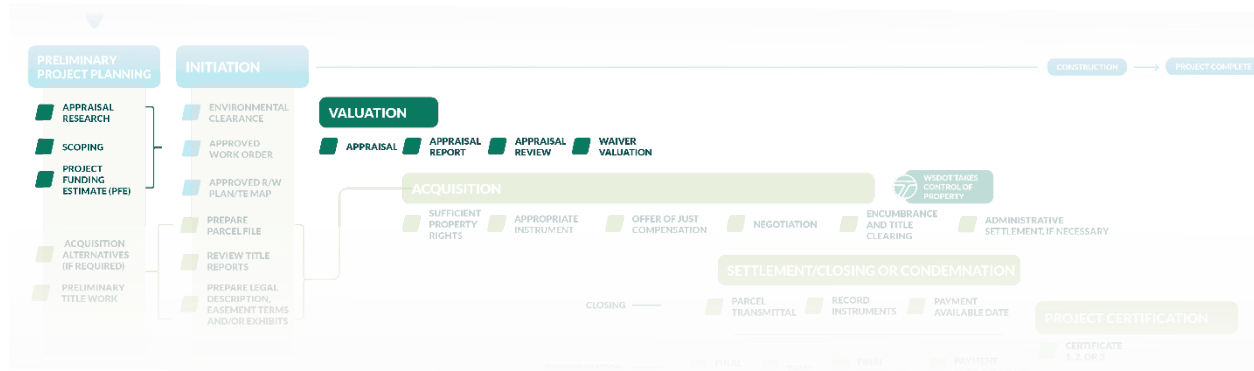 PRELIMINARY
PROJECT PLANNING
INITIATION
CONSTRUCTION
PROJECT COMPLETE
APPRAISAL
RESEARCH
SCOPING
PROJECT
FUNDING
ESTIMATE (PFE)
ACQUISITION
ALTERNATIVES
(IF REQUIRED)
PRELIMINARY
TITLE WORK
ENVIRONMENTAL
CLEARANCE
APPROVED
WORK ORDER
APPROVED R/W
PLAN/TE MAP
PREPARE
PARCEL FILE
REVIEW TITLE
REPORTS
PREPARE LEGAL
DESCRIPTION,
EASEMENT TERMS
AND/OR EXHIBITS
VALUATION
APPRAISAL
APPRAISAL
REPORT
APPRAISAL
REVIEW
WAIVER
VALUATION
ACQUISITION
WSDOT TAKES
CONTROL OF
PROPERTY
SUFFICIENT
PROPERTY
RIGHTS
APPROPRIATE
INSTRUMENT
OFFER OF JUST
COMPENSATION
NEGOTIATION
ENCUMBRANCE
AND TITLE
CLEARING
ADMINISTRATIVE
SETTLEMENT, IF NECESSARY
SETTLEMENT/CLOSING OR CONDEMNATION
CLOSING
PARCEL
TRANSMITTAL
RECORD
INSTRUMENTS
PAYMENT
AVAILABLE DATE
PROJECT CERTIFICATION
CERTIFICATE
1, 2, OR 3
PAYMENT